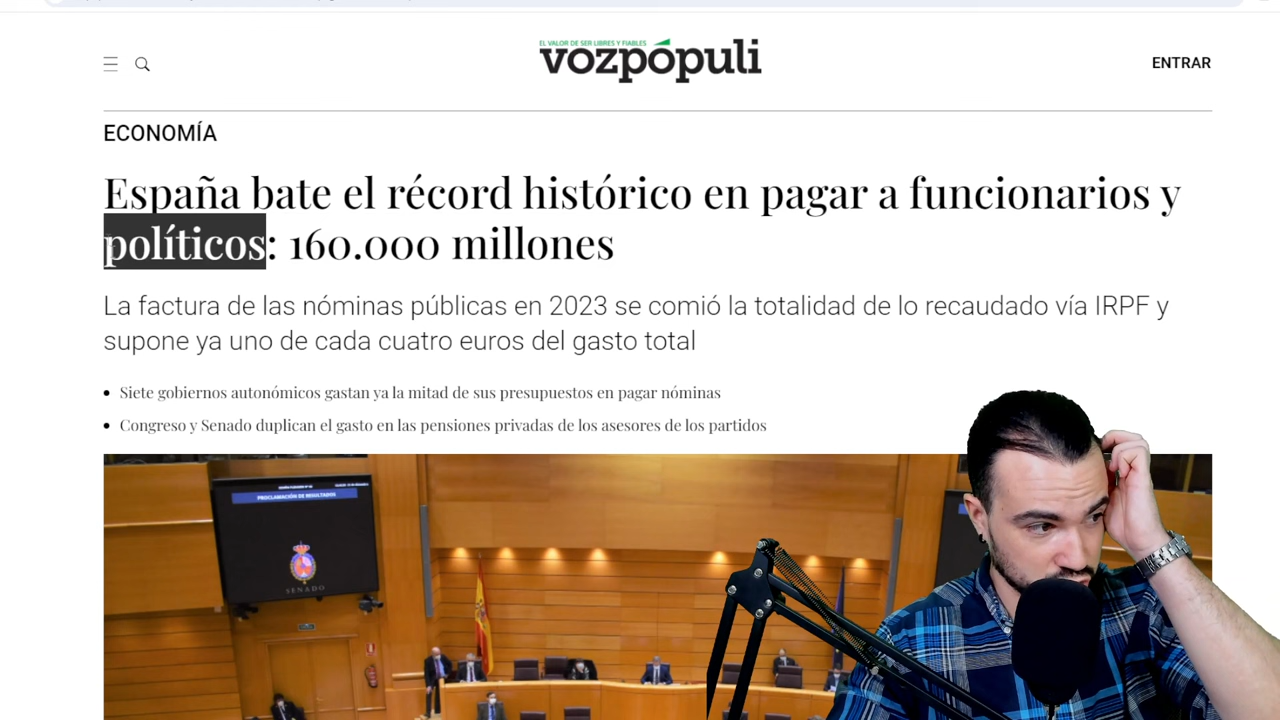 EL VALOR DE SER LIBRES Y FIABLES
vozpópuli
ENTRAR
ECONOMÍA
España bate el récord histórico en pagar a funcionarios y
políticos: 160.000 millones
La factura de las nóminas públicas en 2023 se comió la totalidad de lo recaudado vía IRPF y
supone ya uno de cada cuatro euros del gasto total
Siete gobiernos autonómicos gastan ya la mitad de sus presupuestos en pagar nóminas
Congreso y Senado duplican el gasto en las pensiones privadas de los asesores de los partidos
PROCLAMACIÓN DE RESULTADOS
SENADO